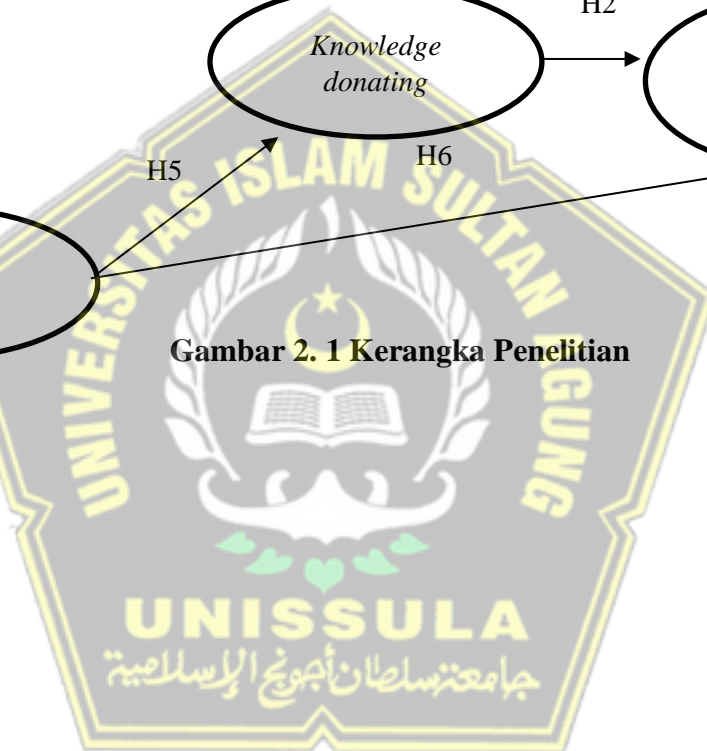 H2
Knowledge
donating
H5
H6
UNIVERSITAS ISLAM SULTAN AGUNG
Gambar 2. 1 Kerangka Penelitian
UNISSULA
جامعة سلطان أجونج الإسلامية